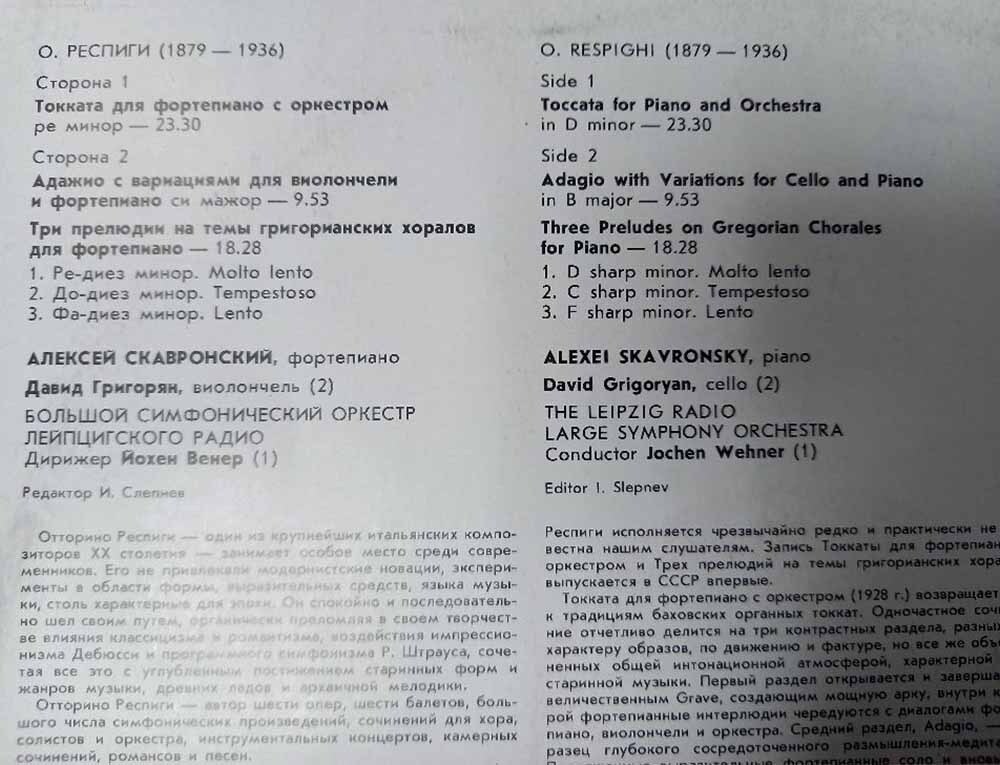 О. РЕСПИГИ (1879 — 1936)
Сторона 1
Токката для фортепиано с оркестром
ре минор — 23.30
Сторона 2
Адажио с вариациями для виолончели
и фортепиано си мажор — 9.53
Три прелюдии на темы григорианских хоралов
для фортепиано — 18.28
1. Ре-диез минор. Molto lento
2. До-диез минор. Tempestoso
3. Фа-диез минор. Lento
АЛЕКСЕЙ СКАВРОНСКИЙ, фортепиано
Давид Григорян, виолончель (2)
БОЛЬШОЙ СИМФОНИЧЕСКИЙ ОРКЕСТР
ЛЕЙПЦИГСКОГО РАДИО
Дирижер Йохен Венер (1)
Редактор И. Слепнев
Отторино Респиги — один из крупнейших итальянских компо-
зиторов XX столетия — занимает особое место среди совре-
менников. Его не привлекали модернистские новации, экспери-
менты в области формы, выразительных средств, языка музы-
ки, столь характерные для эпохи. Он спокойно и последователь-
но шел своим путем, органически преломляя в своем творчест-
ве влияния классицизма и романтизма, воздействия импрессио-
низма Дебюсси и программного симфонизма Р. Штрауса, соче-
тая все это с углубленным постижением старинных форм и
жанров музыки, древних ладов и архаичной мелодики.
Отторино Респиги — автор шести опер, шести балетов, боль-
шого числа симфонических произведений, сочинений для хора,
солистов и оркестра, инструментальных концертов, камерных
сочинений, романсов и песен.
O. RESPIGHI (1879 — 1936)
Side 1
Toccata for Piano and Orchestra
in D minor — 23.30
Side 2
Adagio with Variations for Cello and Piano
in B major — 9.53
Three Preludes on Gregorian Chorales
for Piano — 18.28
1. D sharp minor. Molto lento
2. C sharp minor. Tempestoso
3. F sharp minor. Lento
ALEXEI SKAVRONSKY, piano
David Grigoryan, cello (2)
THE LEIPZIG RADIO
LARGE SYMPHONY ORCHESTRA
Conductor Jochen Wehner (1)
Editor I. Slepnev
Респиги исполняется чрезвычайно редко и практически не
вестна нашим слушателям. Запись Токкаты для фортепиан
оркестром и Трех прелюдий на темы григорианских хора
выпускается в СССР впервые.
Токката для фортепиано с оркестром (1928 г.) возвращает
к традициям баховских органных токкат. Одночастное сочи
ние отчетливо делится на три контрастных раздела, разных
характеру образов, по движению и фактуре, но все же объ
ненных общей интонационной атмосферой, характерной
старинной музыки. Первый раздел открывается и заверша
величественным Grave, создающим мощную арку, внутри к
рой фортепианные интерлюдии чередуются с диалогами фо
пиано, виолончели и оркестра. Средний раздел, Adagio, —
разец глубокого сосредоточенного размышления-медита
выразительные фортепианные соло и